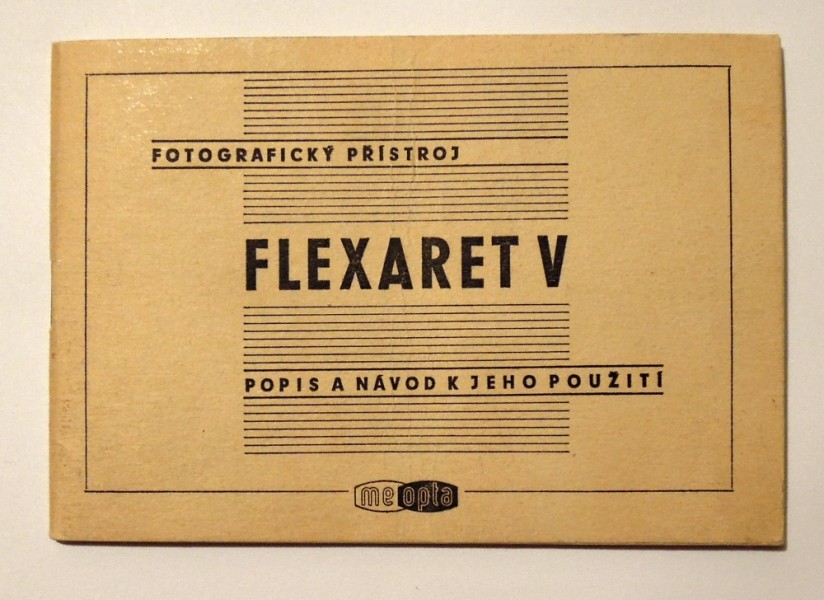 FOTOGRAFICKÝ PŘÍSTROJ
FLEXARET V
POPIS A NÁVOD K JEHO POUŽITÍ
meopta